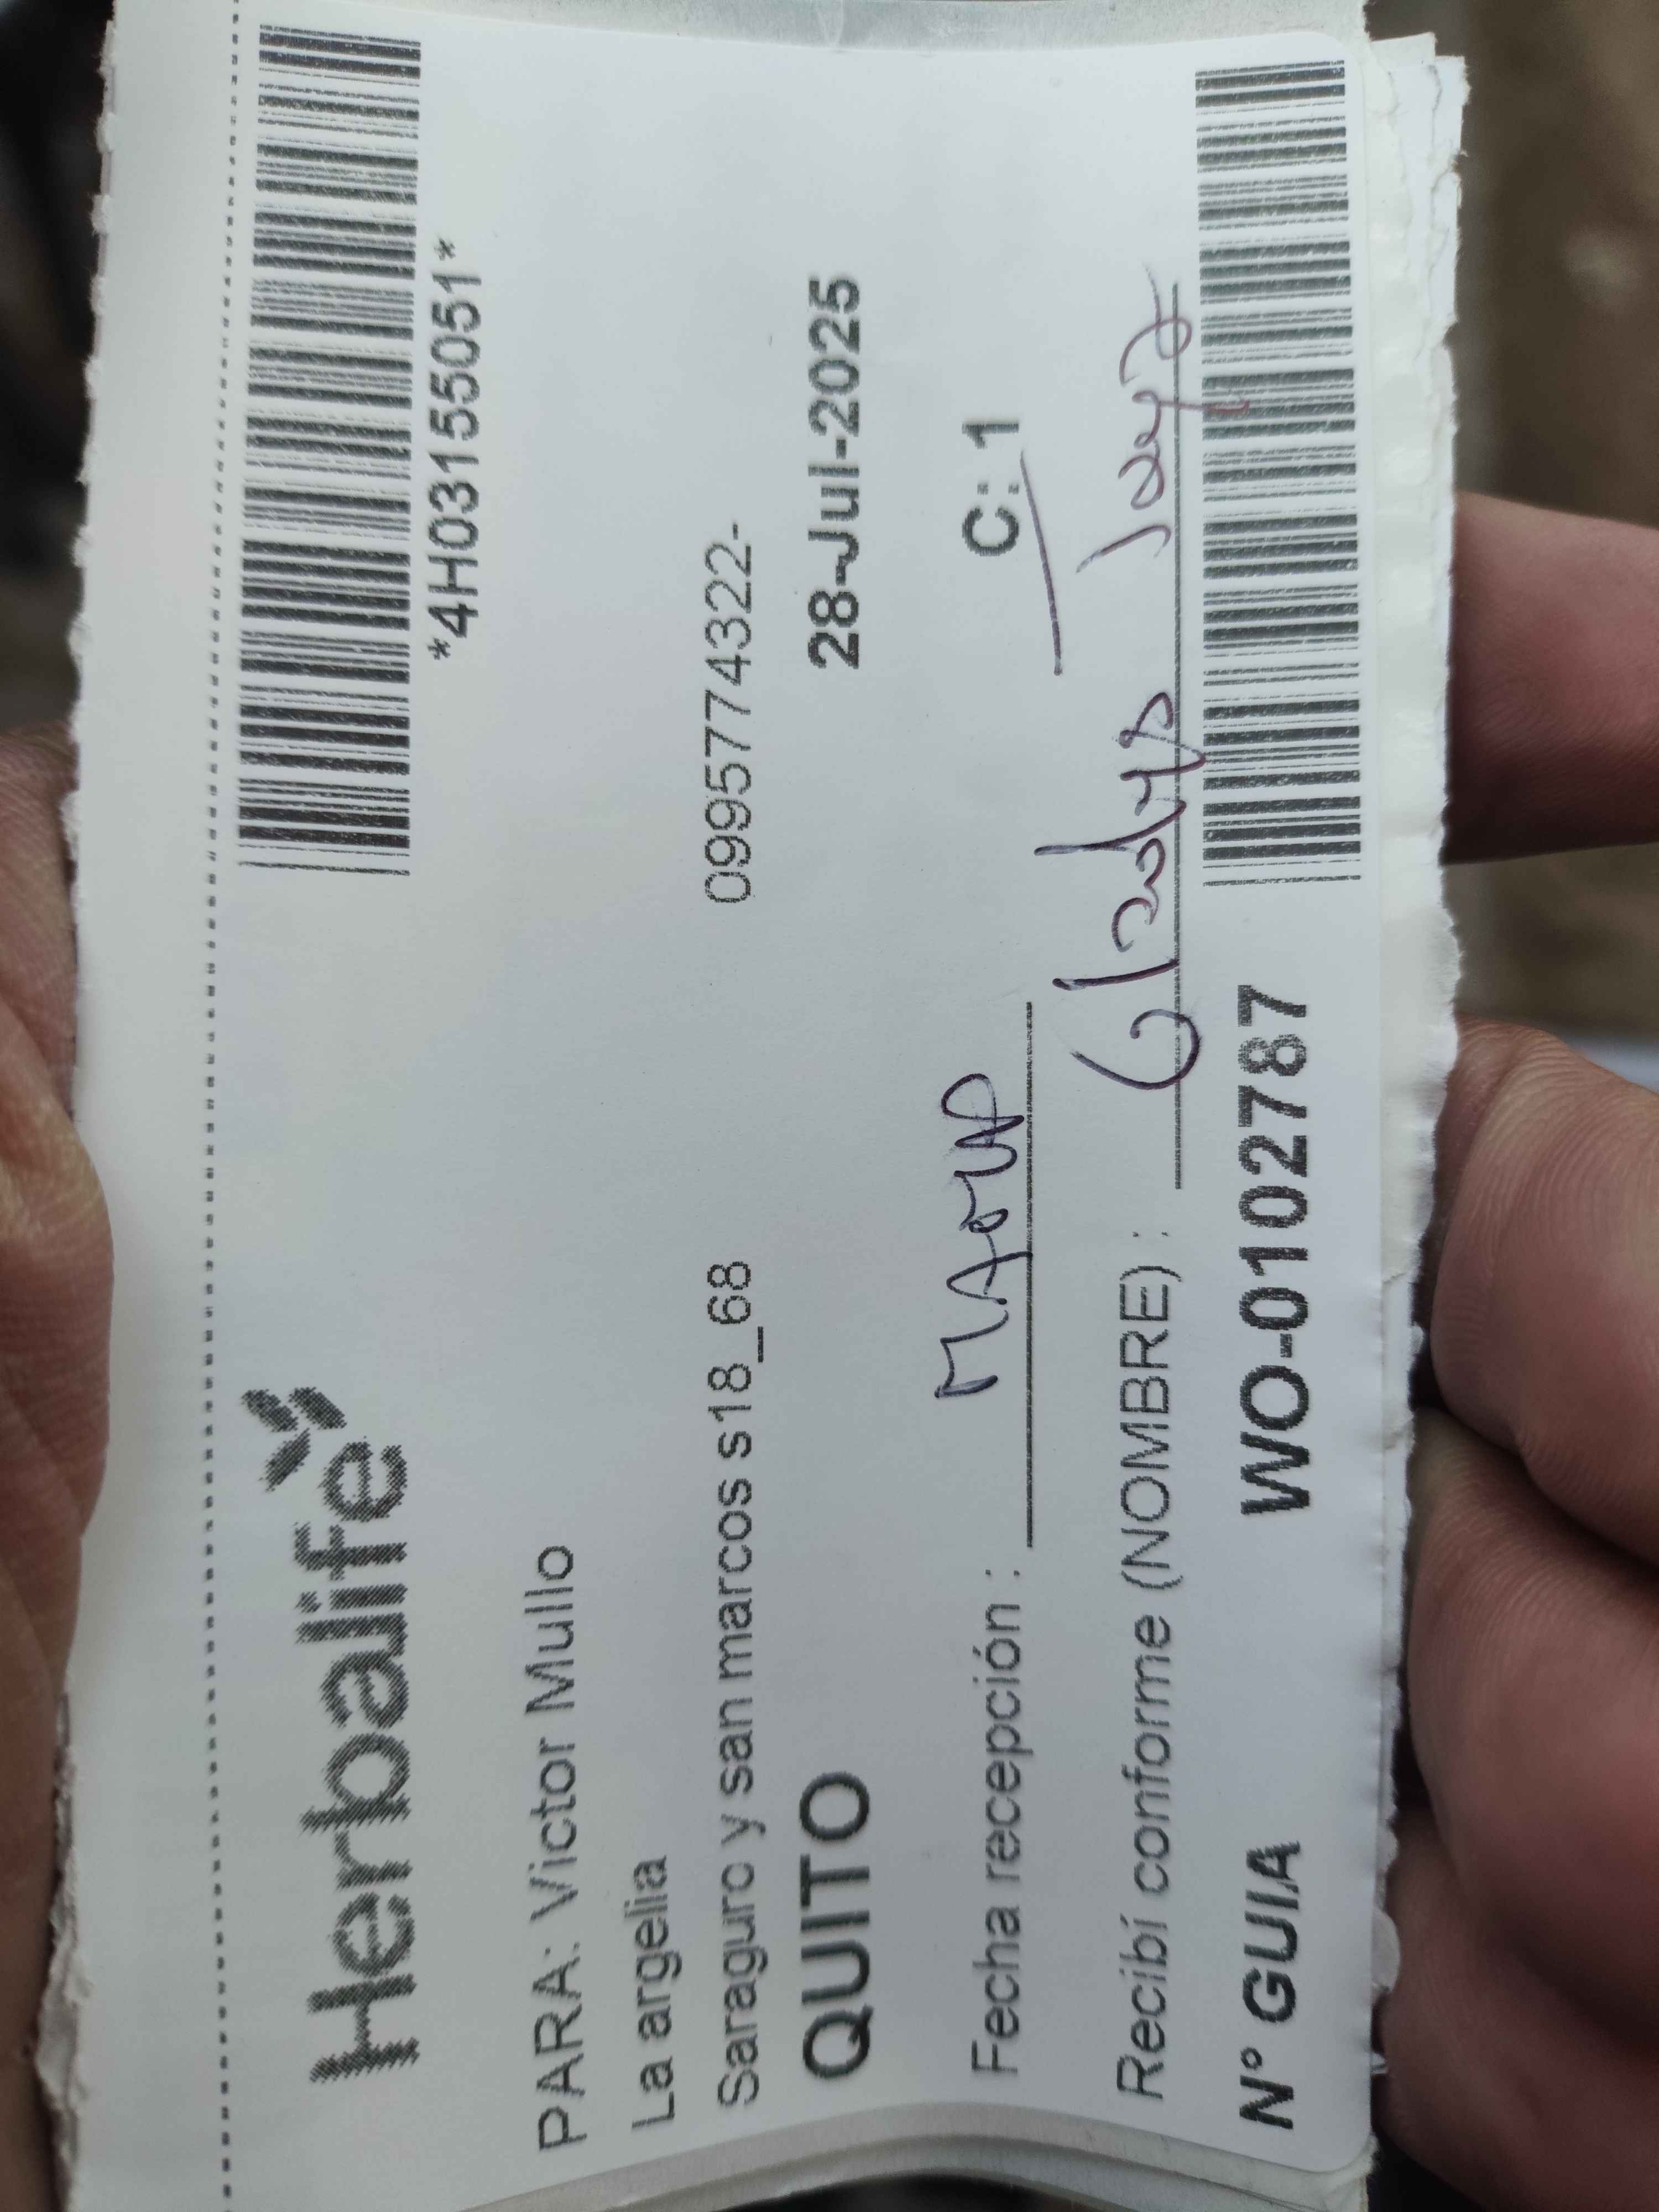 Herbalife
*4H03155051*
PARA: Victor Mullo
La argelia
Saraguro y san marcos s18_68 0995774322-
QUITO 28-Jul-2025
Fecha recepción : C: 1
Recibí conforme (NOMBRE) : Gladys
N° GUIA WO-0102787